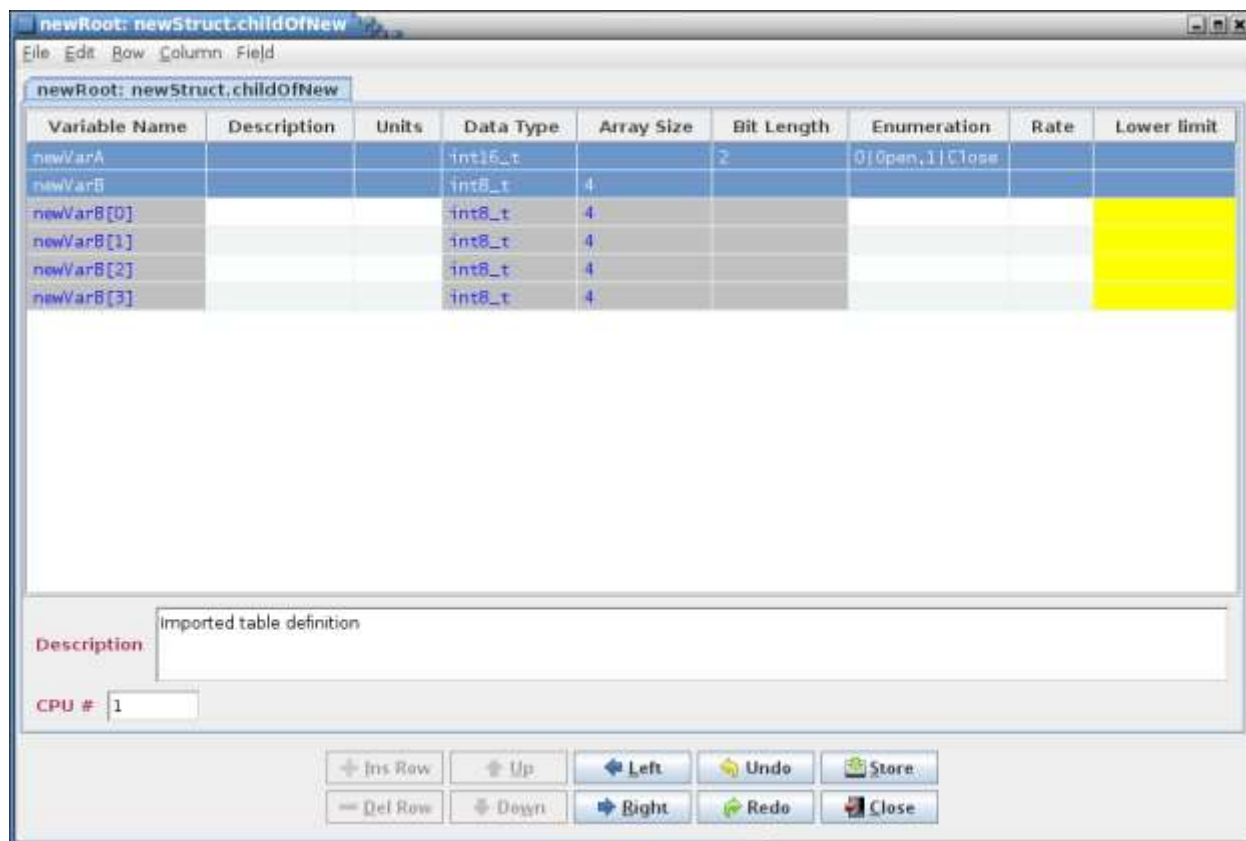 newRoot: newStruct.childOfNew
File Edit Row Column Field
newRoot: newStruct.childOfNew
Variable Name Description Units Data Type Array Size Bit Length Enumeration Rate Lower limit
newVarA int16_t 2 0|Open,1|Close
newVarB int8_t 4
newVarB[0] int8_t 4
newVarB[1] int8_t 4
newVarB[2] int8_t 4
newVarB[3] int8_t 4
Imported table definition
Description
CPU # 1
Ins Row Up Left Undo Store
Del Row Down Right Redo Close